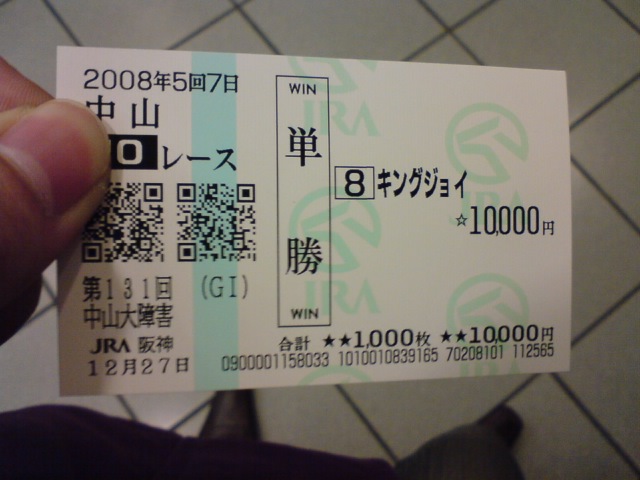 2008年5回7日
中山
0レース
第131回 (GI)
中山大障害
JRA 阪神
12月27日
WIN
単勝
WIN
8 キングジョイ
☆10,000円
合計 ★★1,000枚 ★★10,000円
0900001158033 1010010839165 70208101 112565
JRA
JRA
JRA